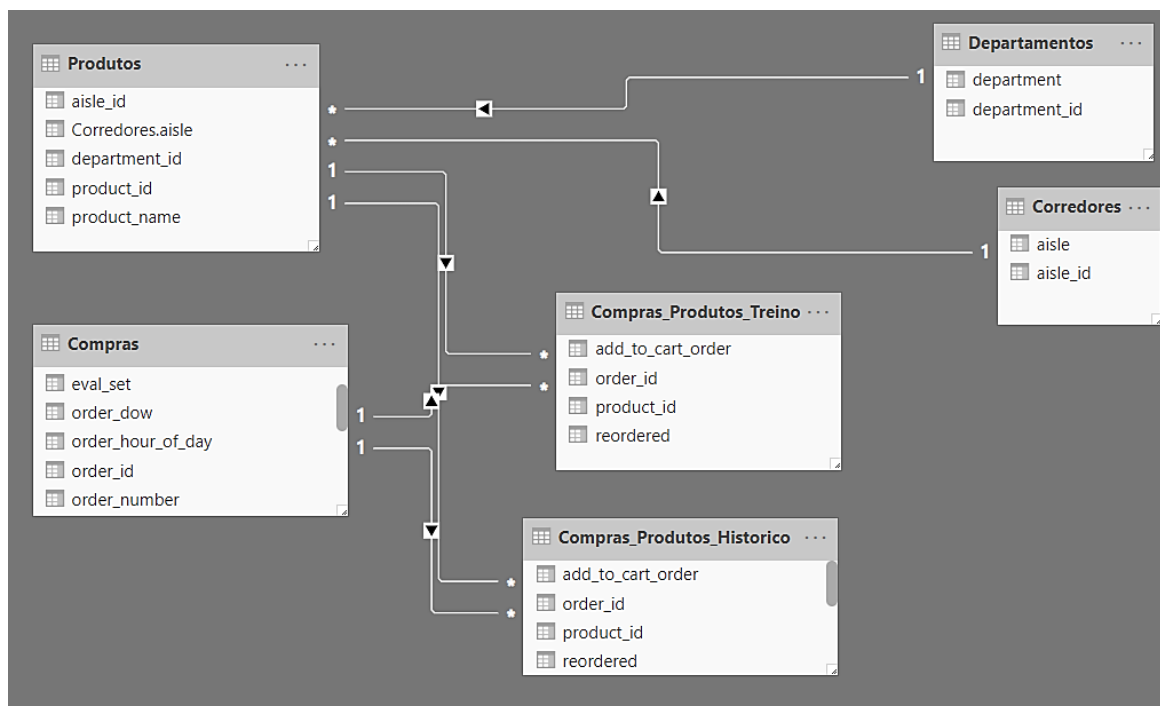 Produtos ...
aisle_id
Corredores.aisle
department_id
product_id
product_name
Departamentos ...
department
department_id
Corredores ...
aisle
aisle_id
Compras ...
eval_set
order_dow
order_hour_of_day
order_id
order_number
Compras_Produtos_Treino ...
add_to_cart_order
order_id
product_id
reordered
Compras_Produtos_Historico ...
add_to_cart_order
order_id
product_id
reordered
*
*
1
1
1
1
*
*
1
1
*
*